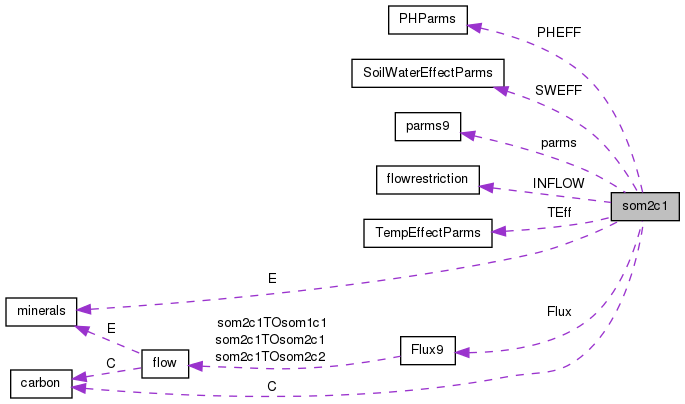 PHParms
PHEFF
SoilWaterEffectParms
SWEFF
parms9
parms
flowrestriction
INFLOW
som2c1
TEff
TempEffectParms
E
minerals
Flux
som2c1TOsom1c1
E
som2c1TOsom2c1
som2c1TOsom2c2
Flux9
flow
C
carbon
C